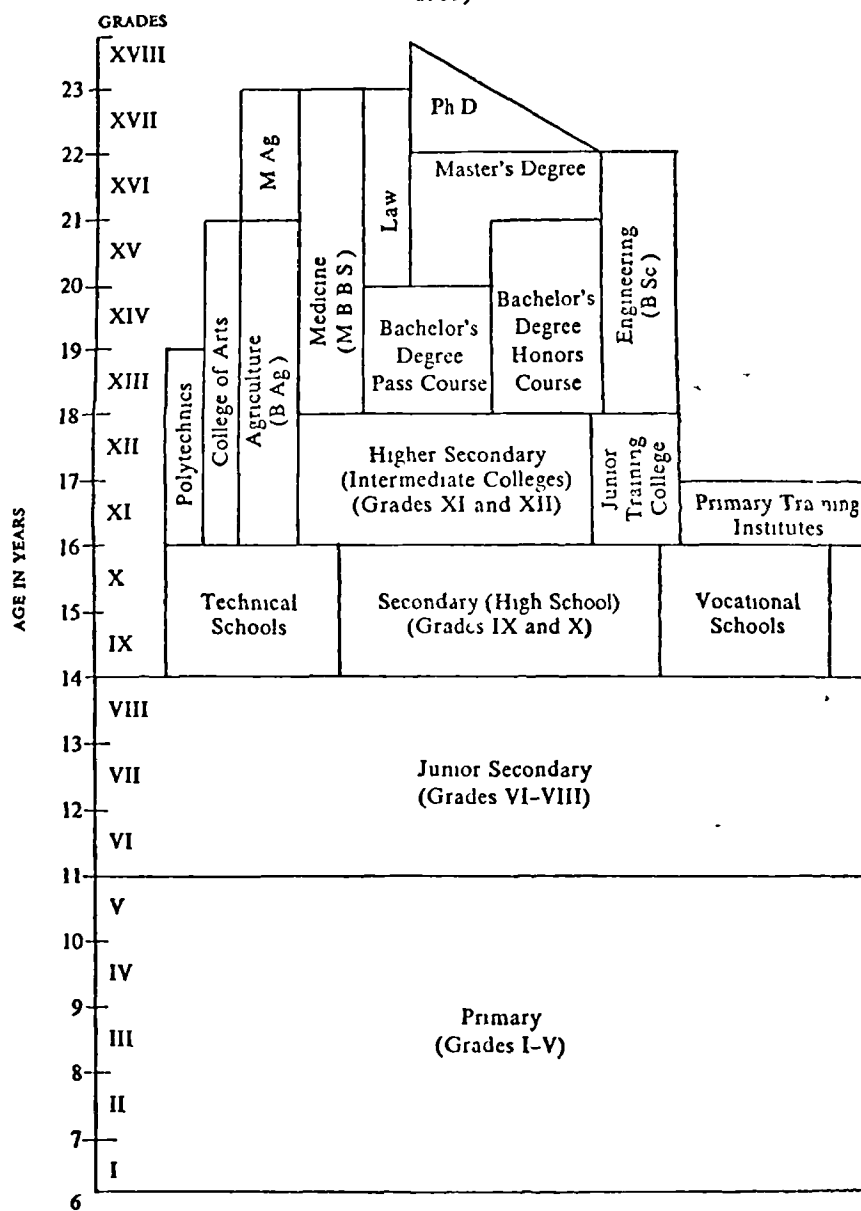 GRADES
XVIII
23
XVII
22
XVI
21
XV
20
XIV
19
XIII
18
XII
17
XI
16
X
15
IX
14
VIII
13
VII
12
VI
11
V
10
IV
9
III
8
II
7
I
6
AGE IN YEARS
Ph D
M Ag
Master's Degree
Law
Medicine
(M B B S)
Engineering
(B Sc)
College of Arts
Agriculture
(B Ag)
Polytechnics
Bachelor's
Degree
Pass Course
Bachelor's
Degree
Honors
Course
Higher Secondary
(Intermediate Colleges)
(Grades XI and XII)
Junior
Training
College
Primary Training
Institutes
Technical
Schools
Secondary (High School)
(Grades IX and X)
Vocational
Schools
Junior Secondary
(Grades VI-VIII)
Primary
(Grades I-V)